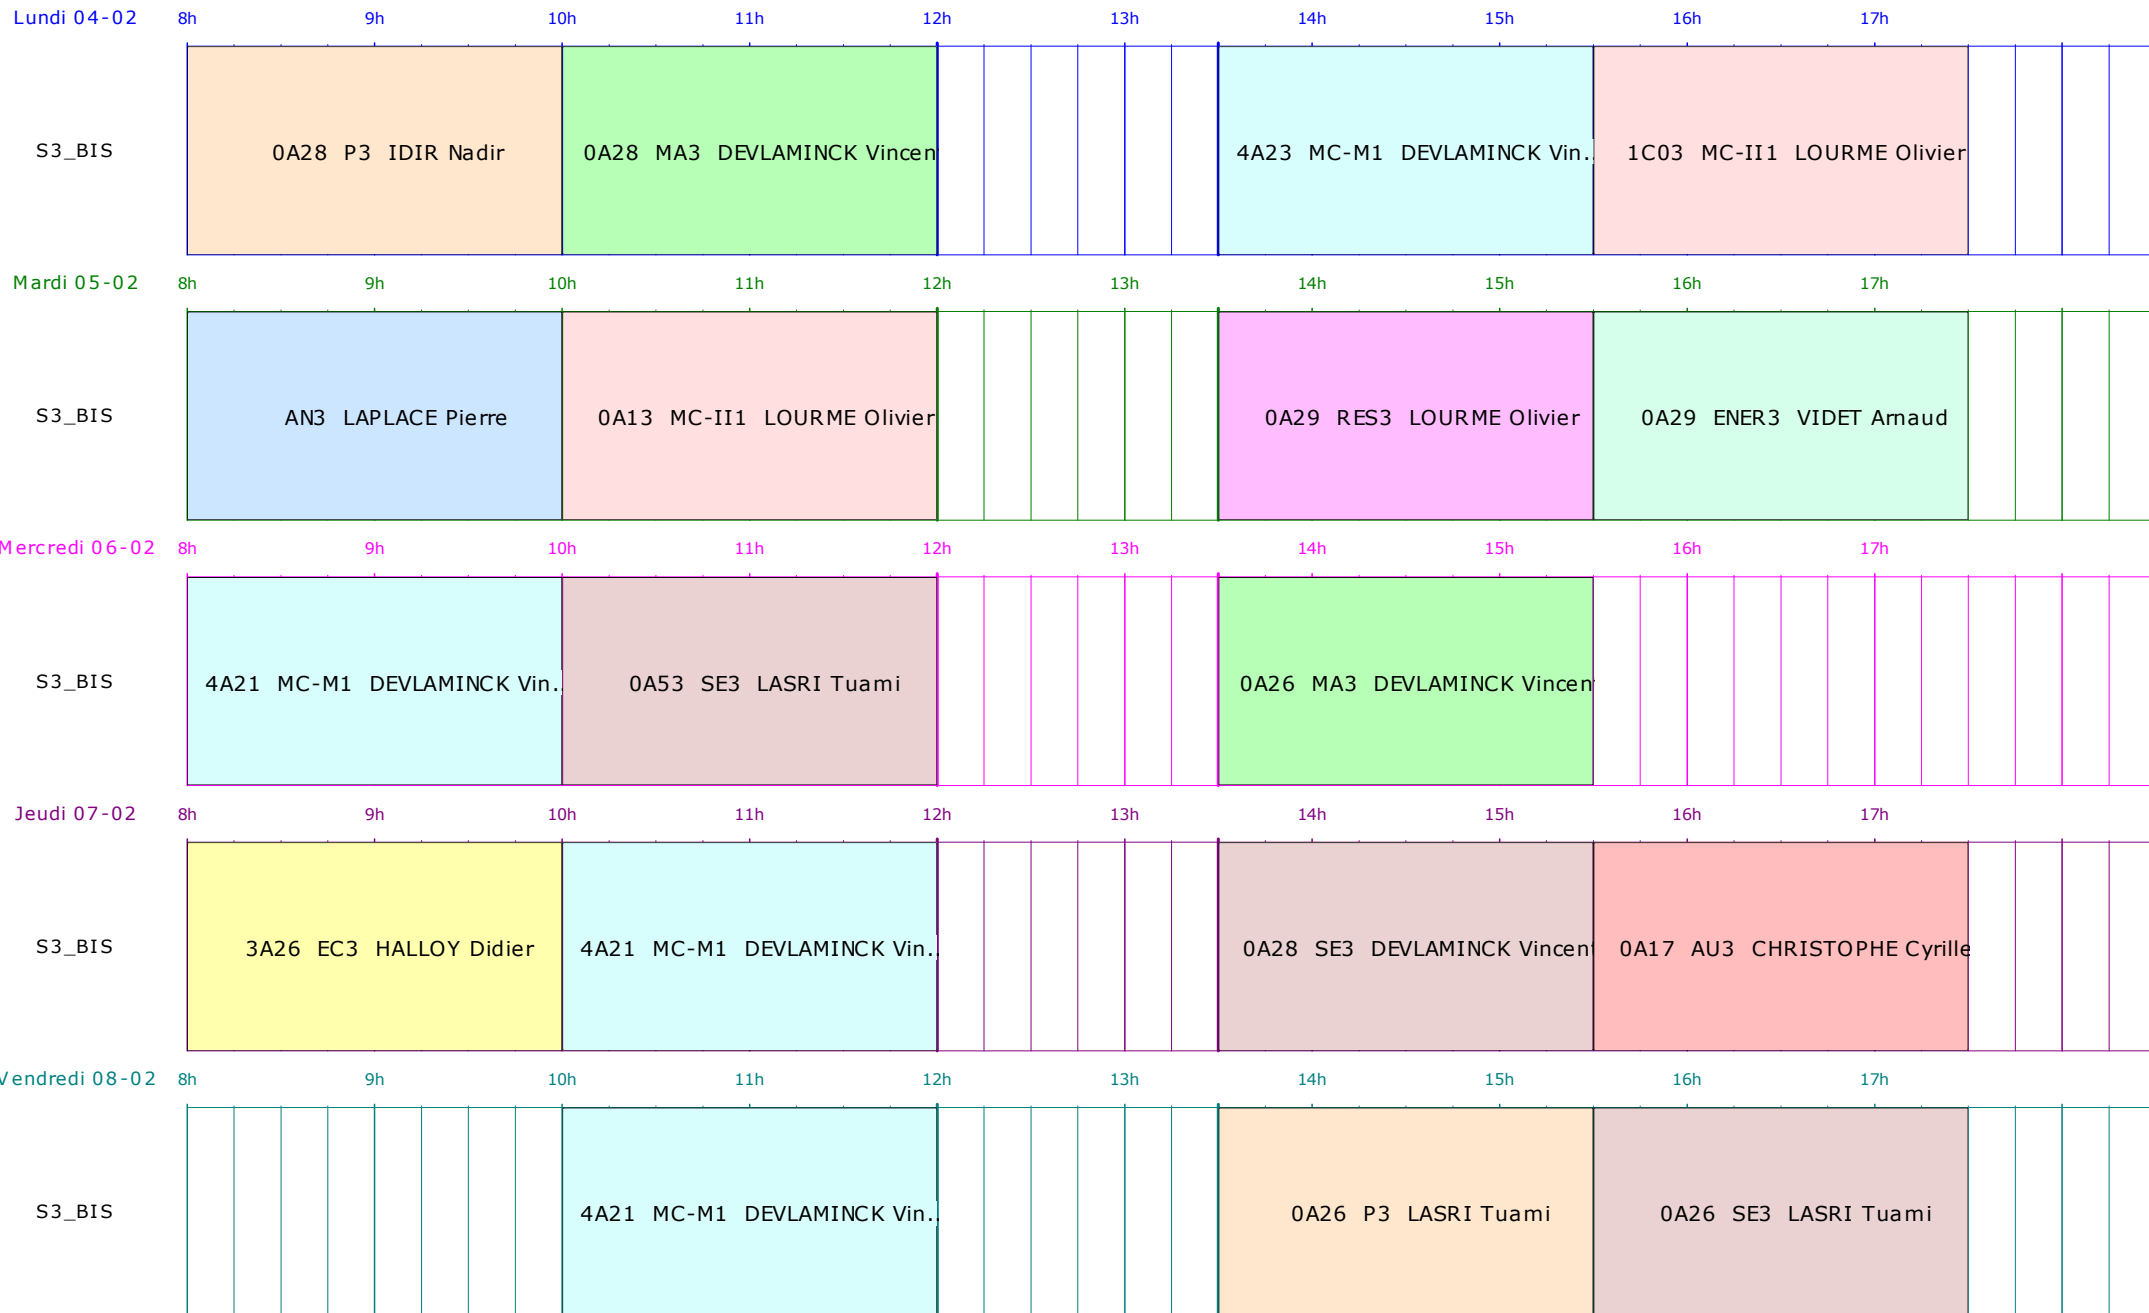 Lundi 04-02 8h 9h 10h 11h 12h 13h 14h 15h 16h 17h
S3_BIS 0A28 P3 IDIR Nadir 0A28 MA3 DEVLAMINCK Vincen 4A23 MC-M1 DEVLAMINCK Vin.. 1C03 MC-II1 LOURME Olivier
Mardi 05-02 8h 9h 10h 11h 12h 13h 14h 15h 16h 17h
S3_BIS AN3 LAPLACE Pierre 0A13 MC-II1 LOURME Olivier 0A29 RES3 LOURME Olivier 0A29 ENER3 VIDET Arnaud
Mercredi 06-02 8h 9h 10h 11h 12h 13h 14h 15h 16h 17h
S3_BIS 4A21 MC-M1 DEVLAMINCK Vin.. 0A53 SE3 LASRI Tuami 0A26 MA3 DEVLAMINCK Vincent
Jeudi 07-02 8h 9h 10h 11h 12h 13h 14h 15h 16h 17h
S3_BIS 3A26 EC3 HALLOY Didier 4A21 MC-M1 DEVLAMINCK Vin.. 0A28 SE3 DEVLAMINCK Vincent 0A17 AU3 CHRISTOPHE Cyrille
Vendredi 08-02 8h 9h 10h 11h 12h 13h 14h 15h 16h 17h
S3_BIS 4A21 MC-M1 DEVLAMINCK Vin.. 0A26 P3 LASRI Tuami 0A26 SE3 LASRI Tuami